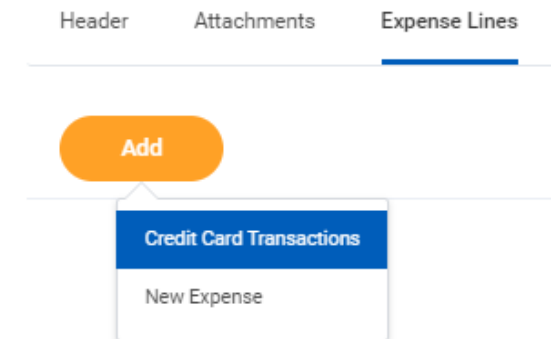 Header Attachments Expense Lines
Add
Credit Card Transactions
New Expense